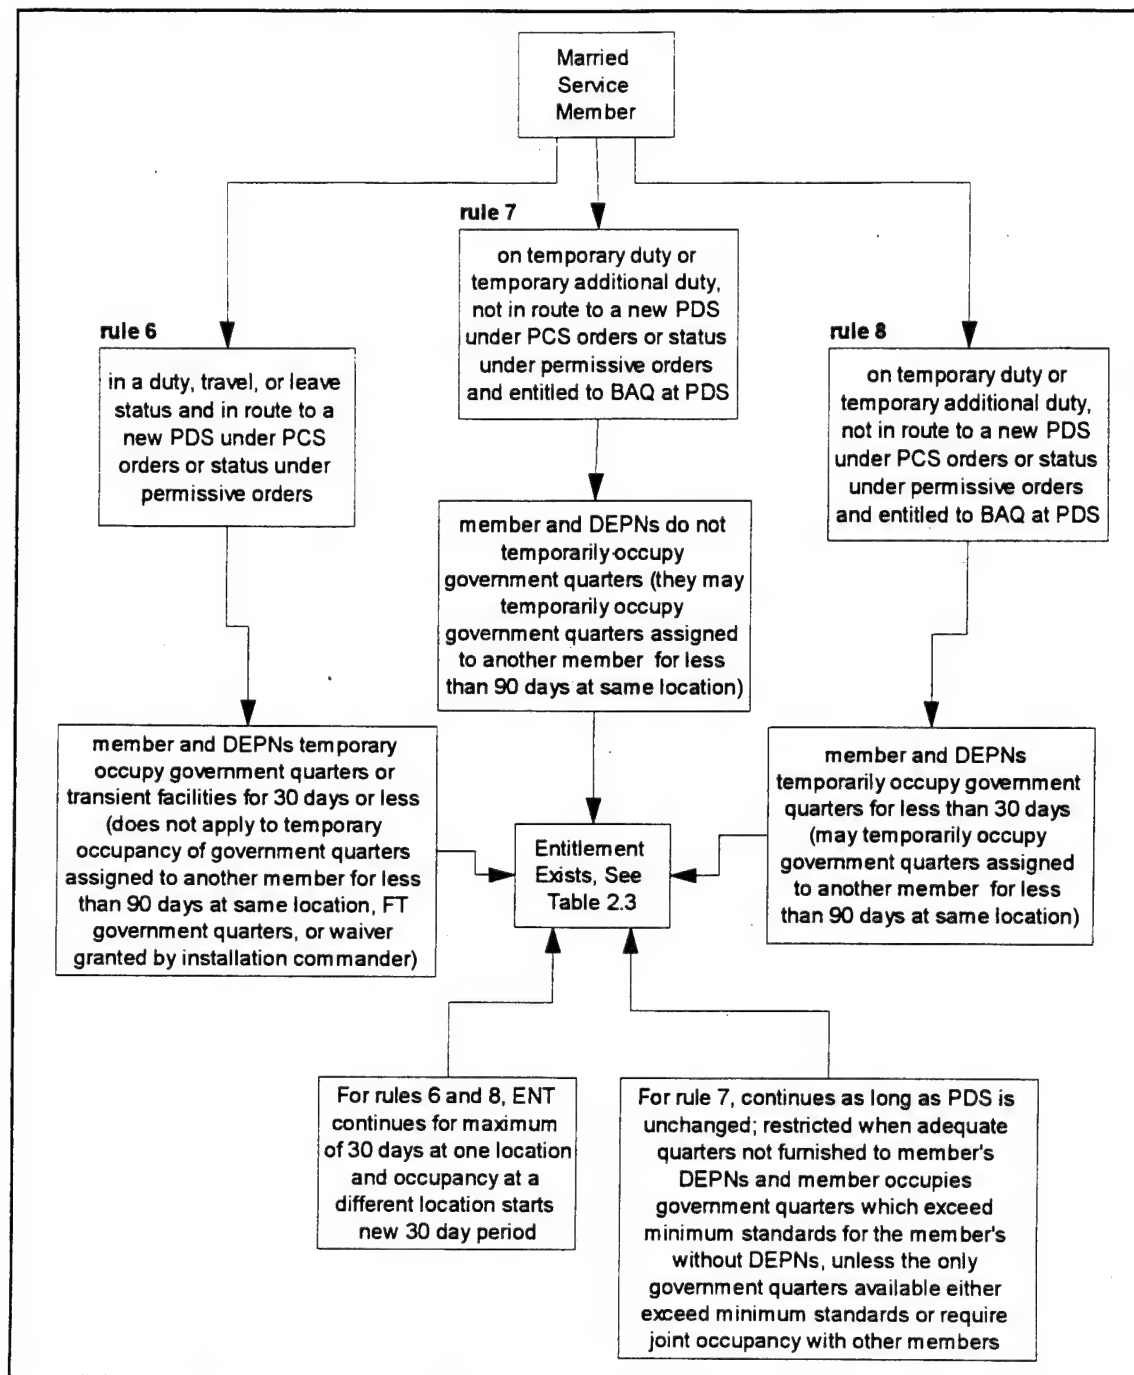 Married
Service
Member
rule 6
in a duty, travel, or leave
status and in route to a
new PDS under PCS
orders or status under
permissive orders
member and DEPNs temporary
occupy government quarters or
transient facilities for 30 days or less
(does not apply to temporary
occupancy of government quarters
assigned to another member for less
than 90 days at same location, FT
government quarters, or waiver
granted by installation commander)
rule 7
on temporary duty or
temporary additional duty,
not in route to a new PDS
under PCS orders or status
under permissive orders
and entitled to BAQ at PDS
member and DEPNs do not
temporarily occupy
government quarters (they may
temporarily occupy
government quarters assigned
to another member for less
than 90 days at same location)
rule 8
on temporary duty or
temporary additional duty,
not in route to a new PDS
under PCS orders or status
under permissive orders
and entitled to BAQ at PDS
member and DEPNs
temporarily occupy government
quarters for less than 30 days
(may temporarily occupy
government quarters assigned
to another member for less
than 90 days at same location)
Entitlement
Exists, See
Table 2.3
For rules 6 and 8, ENT
continues for maximum
of 30 days at one location
and occupancy at a
different location starts
new 30 day period
For rule 7, continues as long as PDS is
unchanged; restricted when adequate
quarters not furnished to member's
DEPNs and member occupies
government quarters which exceed
minimum standards for the member's
without DEPNs, unless the only
government quarters available either
exceed minimum standards or require
joint occupancy with other members